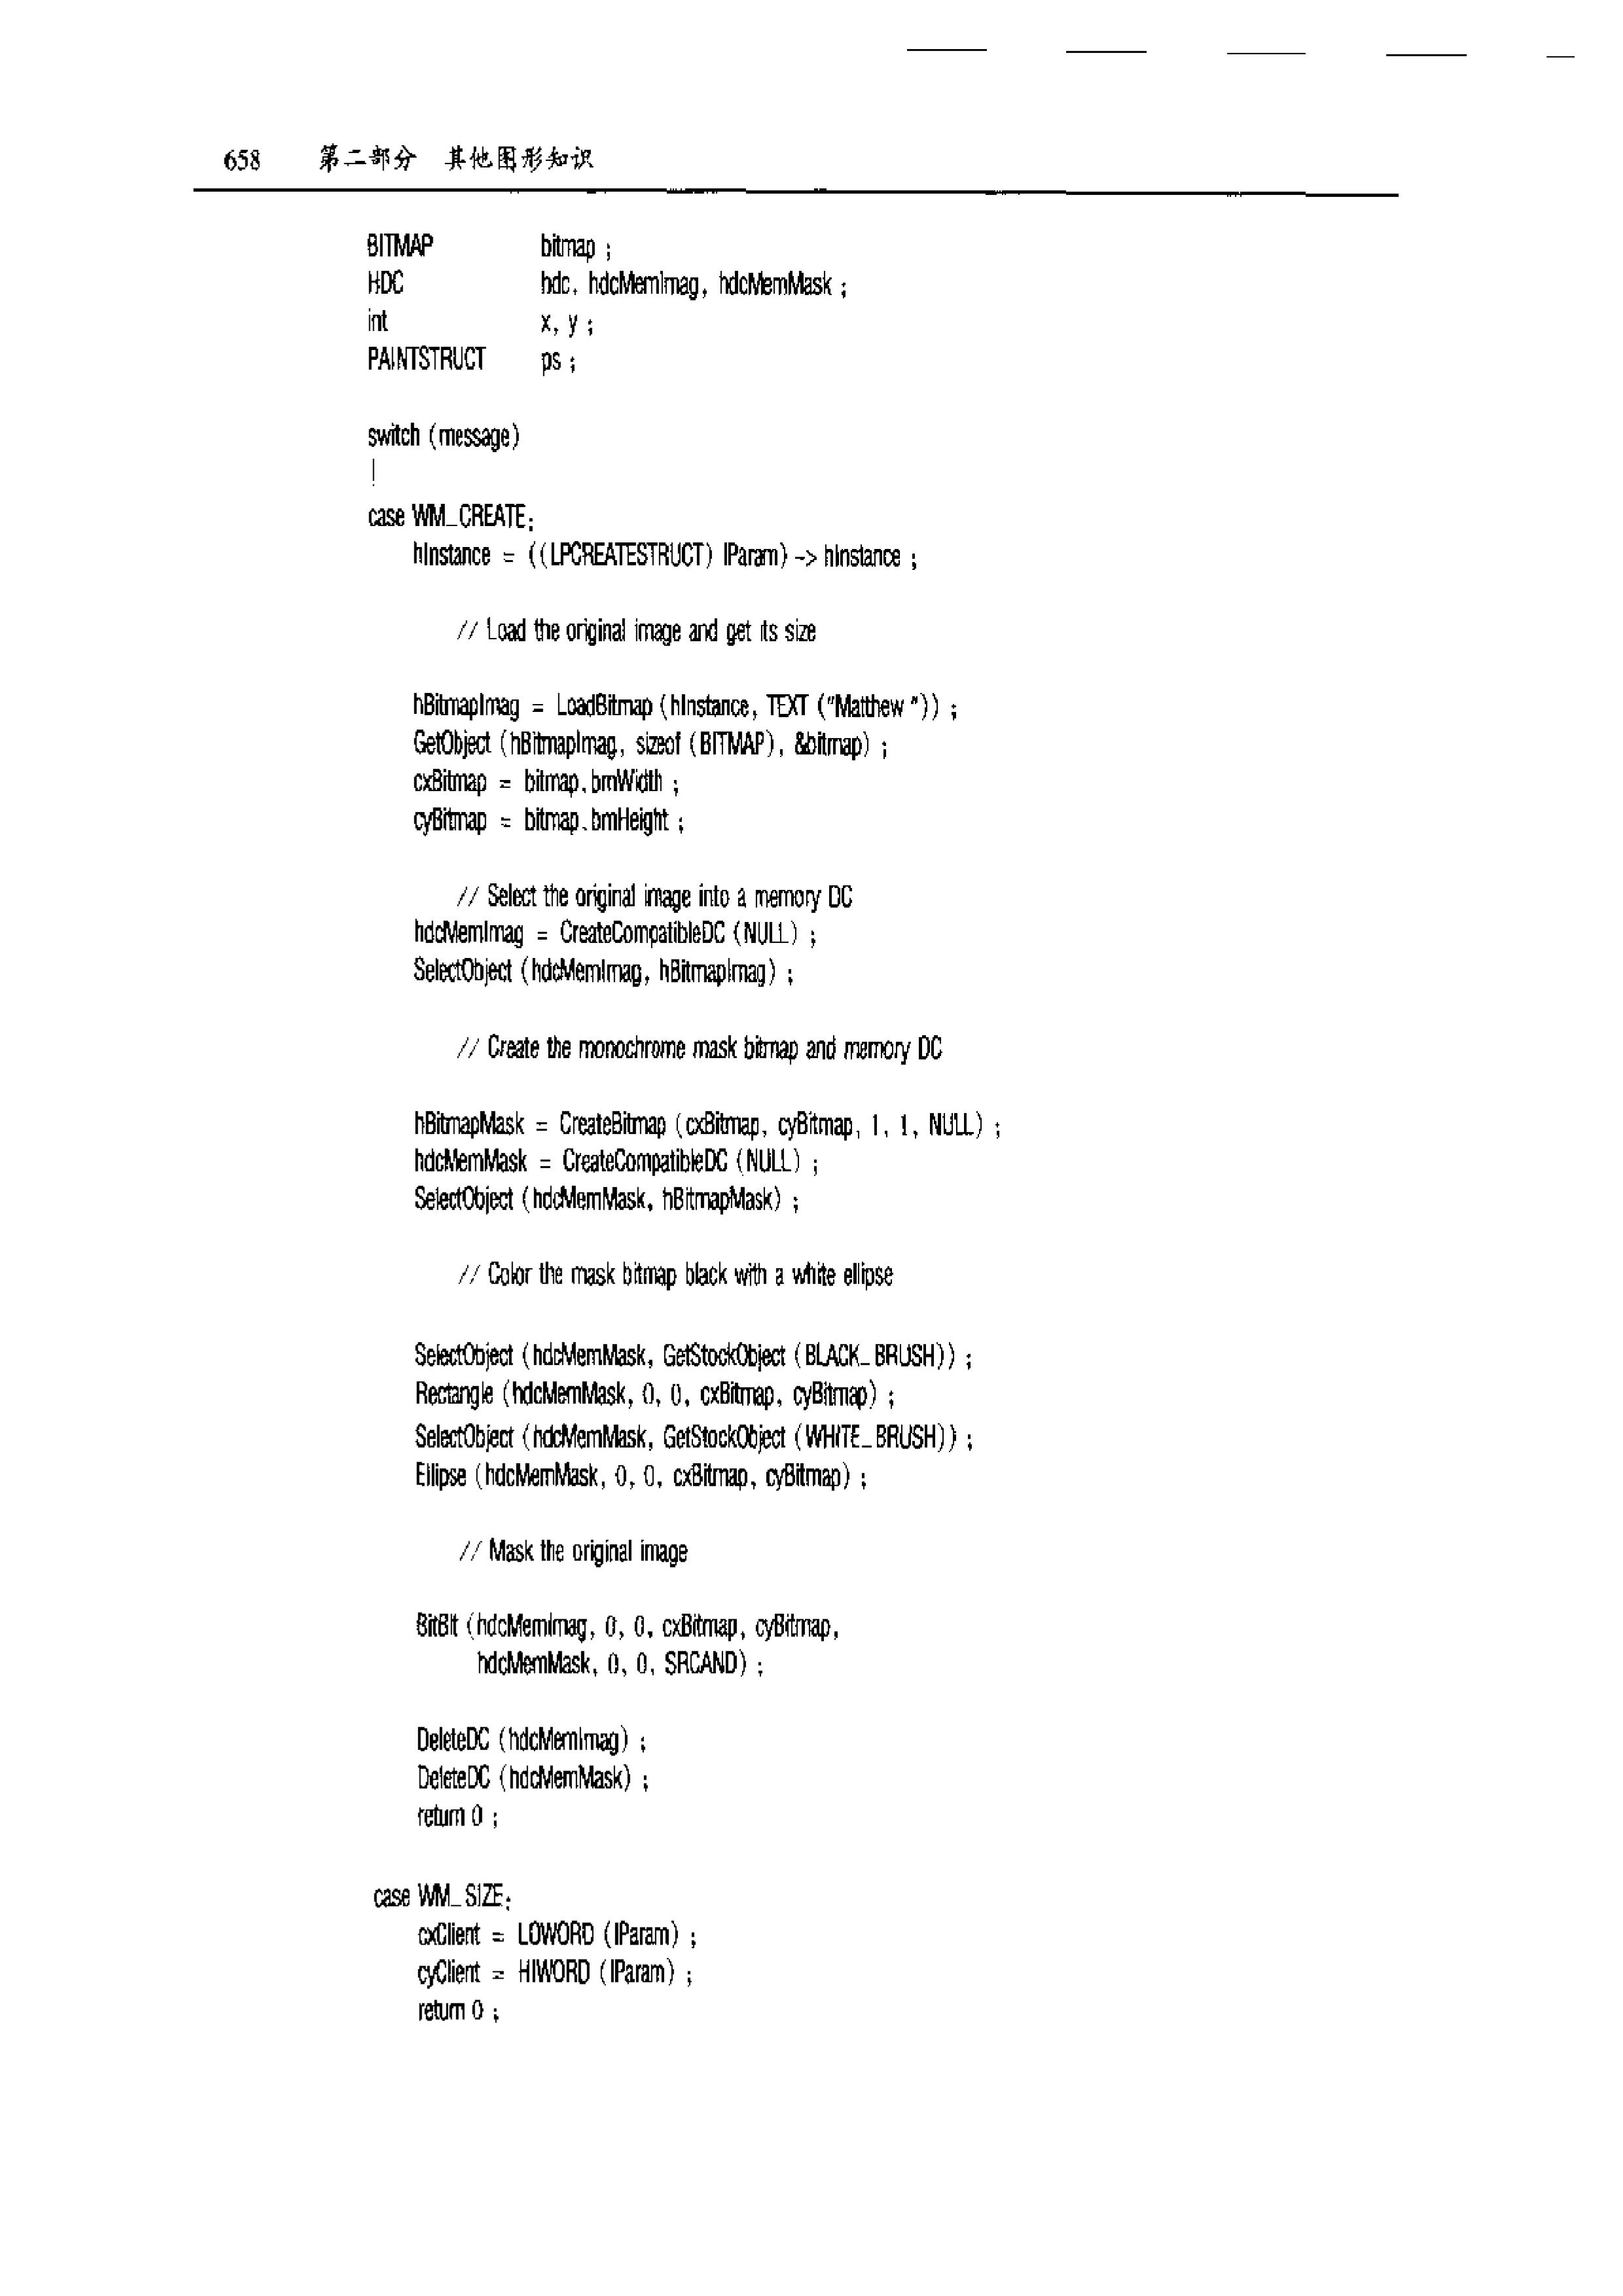 658 第二部分 其他图形知识
BITMAP bitmap ;
HDC hdc, hdcMemImag, hdcMemMask ;
int x, y ;
PAINTSTRUCT ps ;
switch (message)
{
case WM_CREATE:
hInstance = ((LPCREATESTRUCT) lParam) -> hInstance ;
// Load the original image and get its size
hBitmapImag = LoadBitmap (hInstance, TEXT ("Matthew ")) ;
GetObject (hBitmapImag, sizeof (BITMAP), &bitmap) ;
cxBitmap = bitmap.bmWidth ;
cyBitmap = bitmap.bmHeight ;
// Select the original image into a memory DC
hdcMemImag = CreateCompatibleDC (NULL) ;
SelectObject (hdcMemImag, hBitmapImag) ;
// Create the monochrome mask bitmap and memory DC
hBitmapMask = CreateBitmap (cxBitmap, cyBitmap, 1, 1, NULL) ;
hdcMemMask = CreateCompatibleDC (NULL) ;
SelectObject (hdcMemMask, hBitmapMask) ;
// Color the mask bitmap black with a white ellipse
SelectObject (hdcMemMask, GetStockObject (BLACK_BRUSH)) ;
Rectangle (hdcMemMask, 0, 0, cxBitmap, cyBitmap) ;
SelectObject (hdcMemMask, GetStockObject (WHITE_BRUSH)) ;
Ellipse (hdcMemMask, 0, 0, cxBitmap, cyBitmap) ;
// Mask the original image
BitBlt (hdcMemImag, 0, 0, cxBitmap, cyBitmap,
hdcMemMask, 0, 0, SRCAND) ;
DeleteDC (hdcMemImag) ;
DeleteDC (hdcMemMask) ;
return 0 ;
case WM_SIZE:
cxClient = LOWORD (lParam) ;
cyClient = HIWORD (lParam) ;
return 0 ;